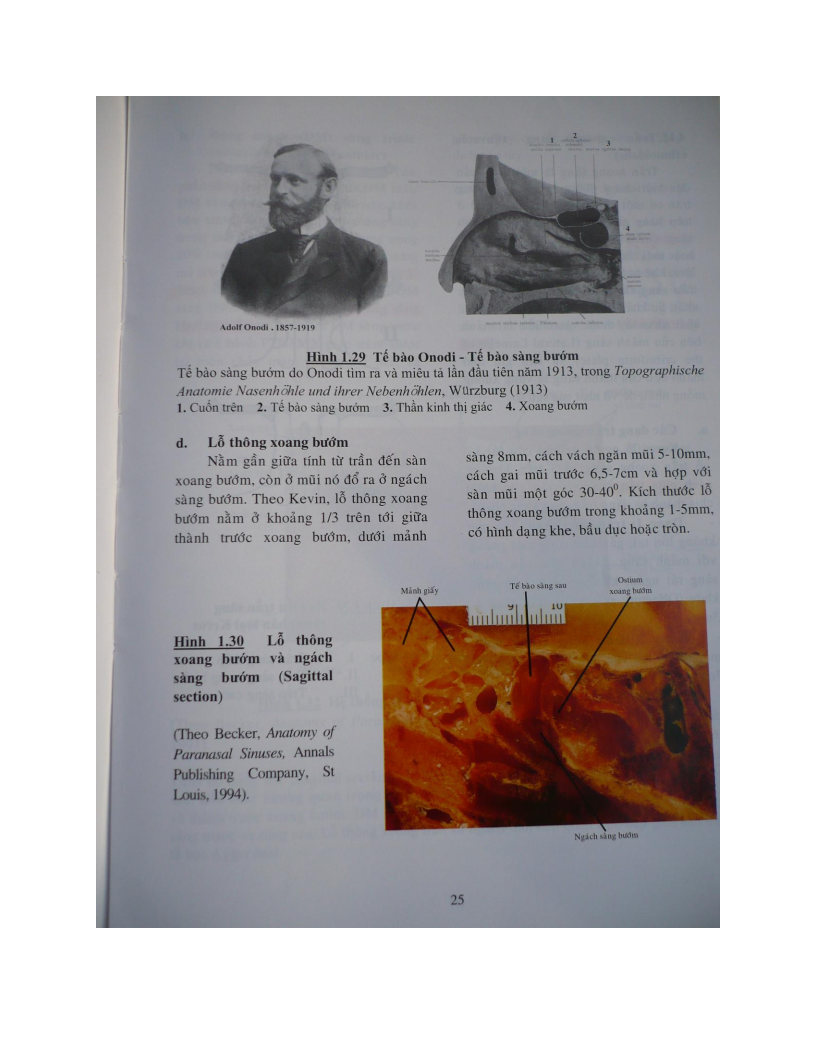 1
2
3
4
Adolf Onodi . 1857-1919
Hình 1.29 Tế bào Onodi - Tế bào sàng bướm
Tế bào sàng bướm do Onodi tìm ra và miêu tả lần đầu tiên năm 1913, trong Topographische
Anatomie Nasenhöhle und ihrer Nebenhöhlen, Würzburg (1913)
1. Cuốn trên 2. Tế bào sàng bướm 3. Thần kinh thị giác 4. Xoang bướm
d. Lỗ thông xoang bướm
Nằm gần giữa tính từ trần đến sàn
xoang bướm, còn ở mũi nó đổ ra ở ngách
sàng bướm. Theo Kevin, lỗ thông xoang
bướm nằm ở khoảng 1/3 trên tới giữa
thành trước xoang bướm, dưới mảnh
sàng 8mm, cách vách ngăn mũi 5-10mm,
cách gai mũi trước 6,5-7cm và hợp với
sàn mũi một góc 30-40⁰. Kích thước lỗ
thông xoang bướm trong khoảng 1-5mm,
có hình dạng khe, bầu dục hoặc tròn.
Mảnh giấy
Tế bào sàng sau
Ostium
xoang bướm
9 10
Hình 1.30 Lỗ thông
xoang bướm và ngách
sàng bướm (Sagittal
section)
(Theo Becker, Anatomy of
Paranasal Sinuses, Annals
Publishing Company, St
Louis, 1994).
Ngách sàng bướm
25